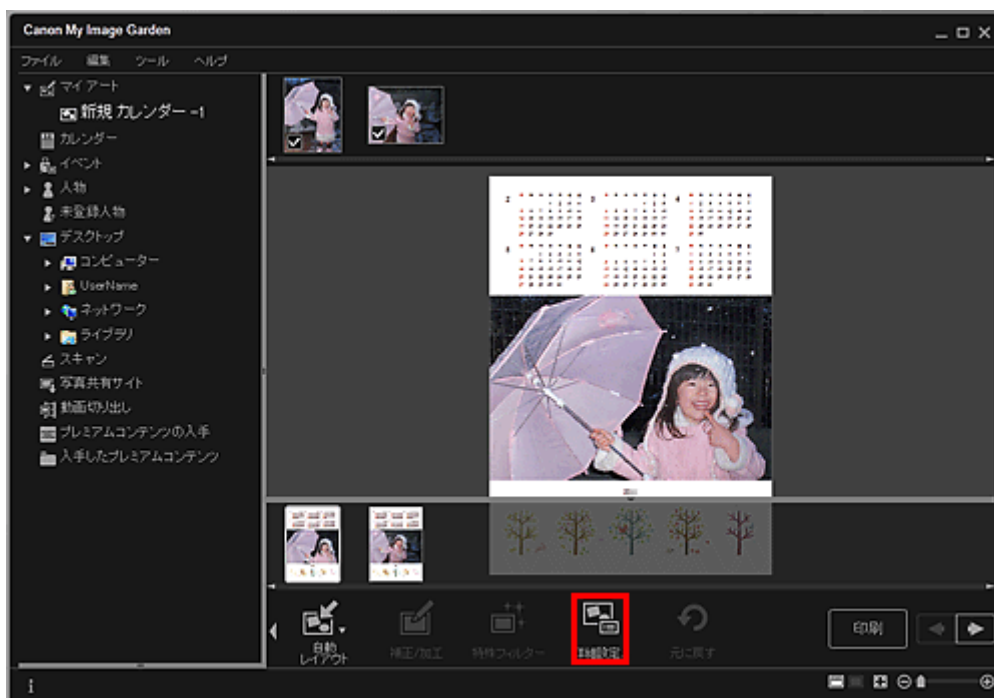 Canon My Image Garden
ファイル 編集 ツール ヘルプ
マイ アート
新規 カレンダー -1
カレンダー
イベント
人物
未登録人物
デスクトップ
コンピューター
UserName
ネットワーク
ライブラリ
スキャン
写真共有サイト
動画切り出し
プレミアムコンテンツの入手
入手したプレミアムコンテンツ
2 3 4
5 6 7
自動
レイアウト
補正/加工
特殊フィルター
詳細設定
元に戻す
印刷